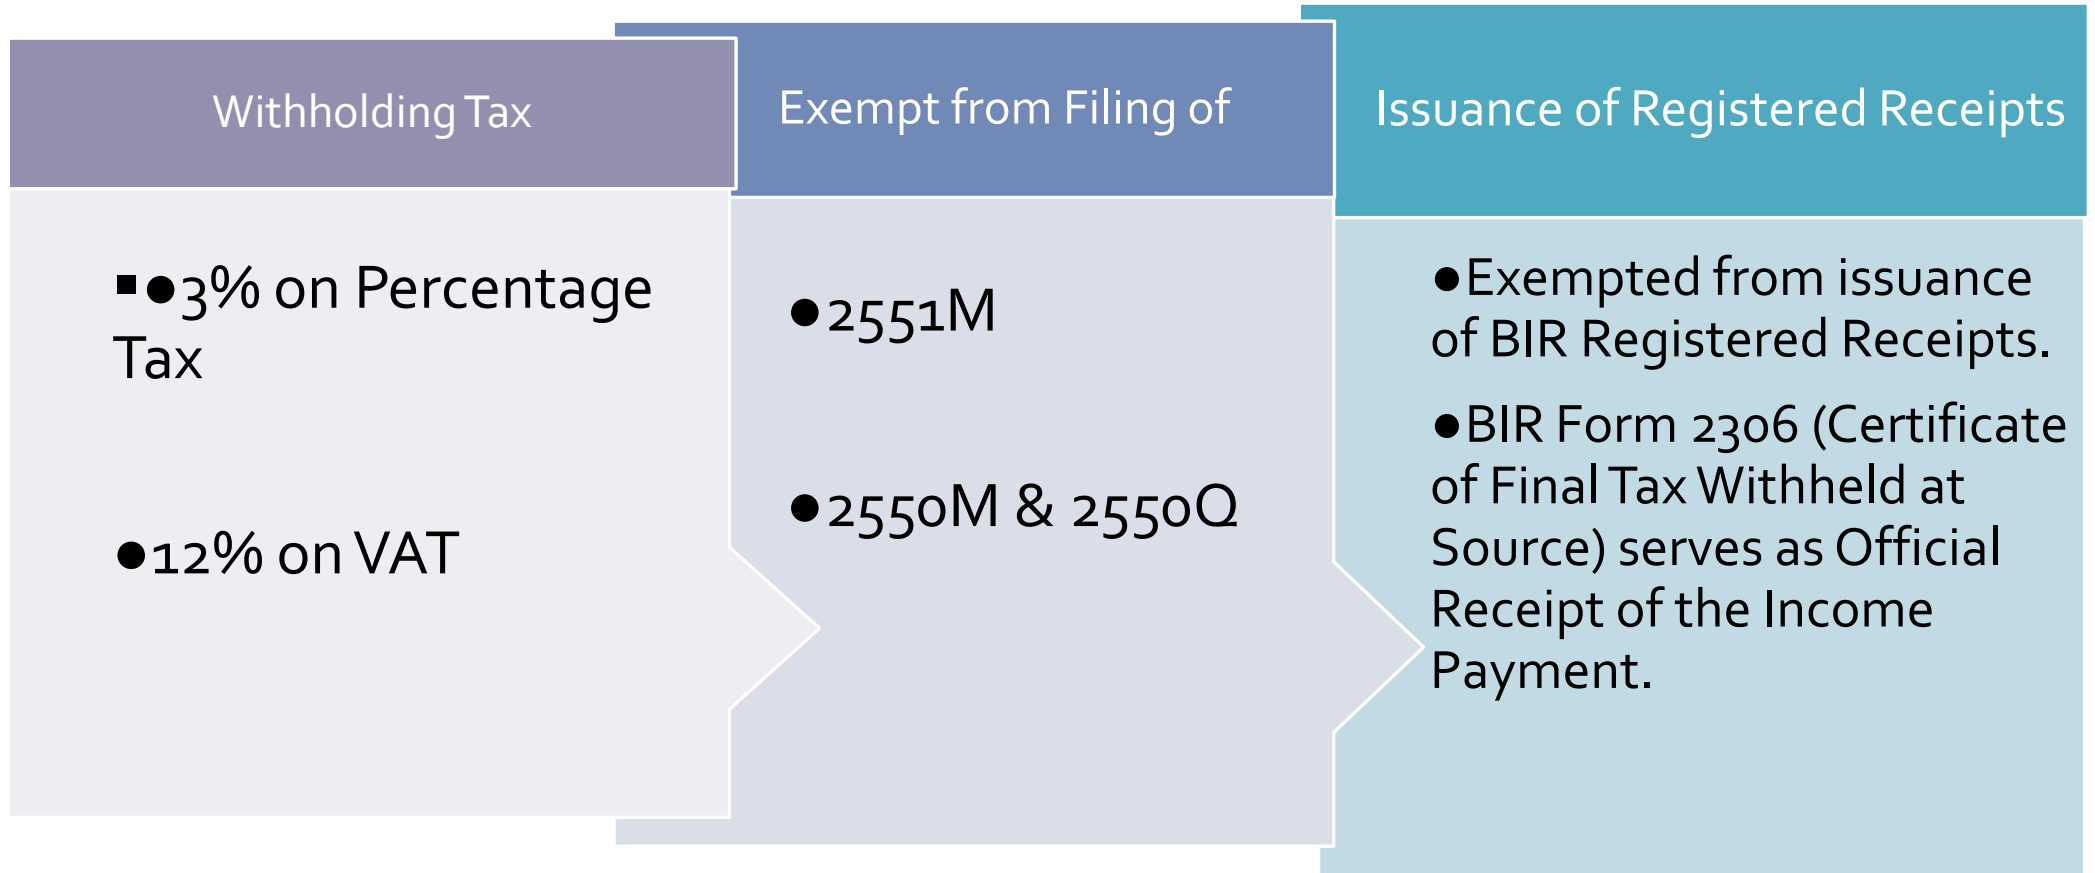 Withholding Tax
▪●3% on Percentage
Tax
●12% on VAT
Exempt from Filing of
●2551M
●2550M & 2550Q
Issuance of Registered Receipts
●Exempted from issuance
of BIR Registered Receipts.
●BIR Form 2306 (Certificate
of Final Tax Withheld at
Source) serves as Official
Receipt of the Income
Payment.